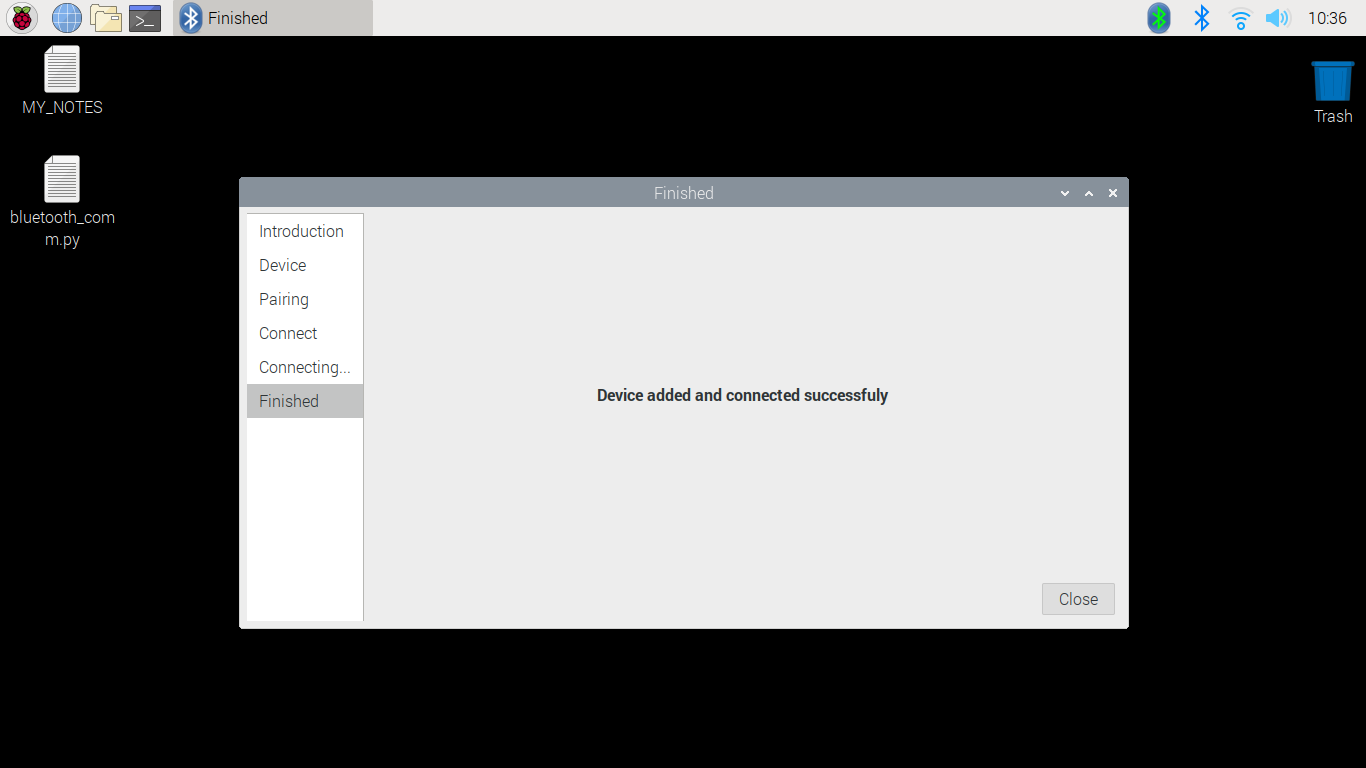 Finished
10:36
MY_NOTES
Trash
bluetooth_com
m.py
Finished
Introduction
Device
Pairing
Connect
Connecting...
Finished
Device added and connected successfuly
Close